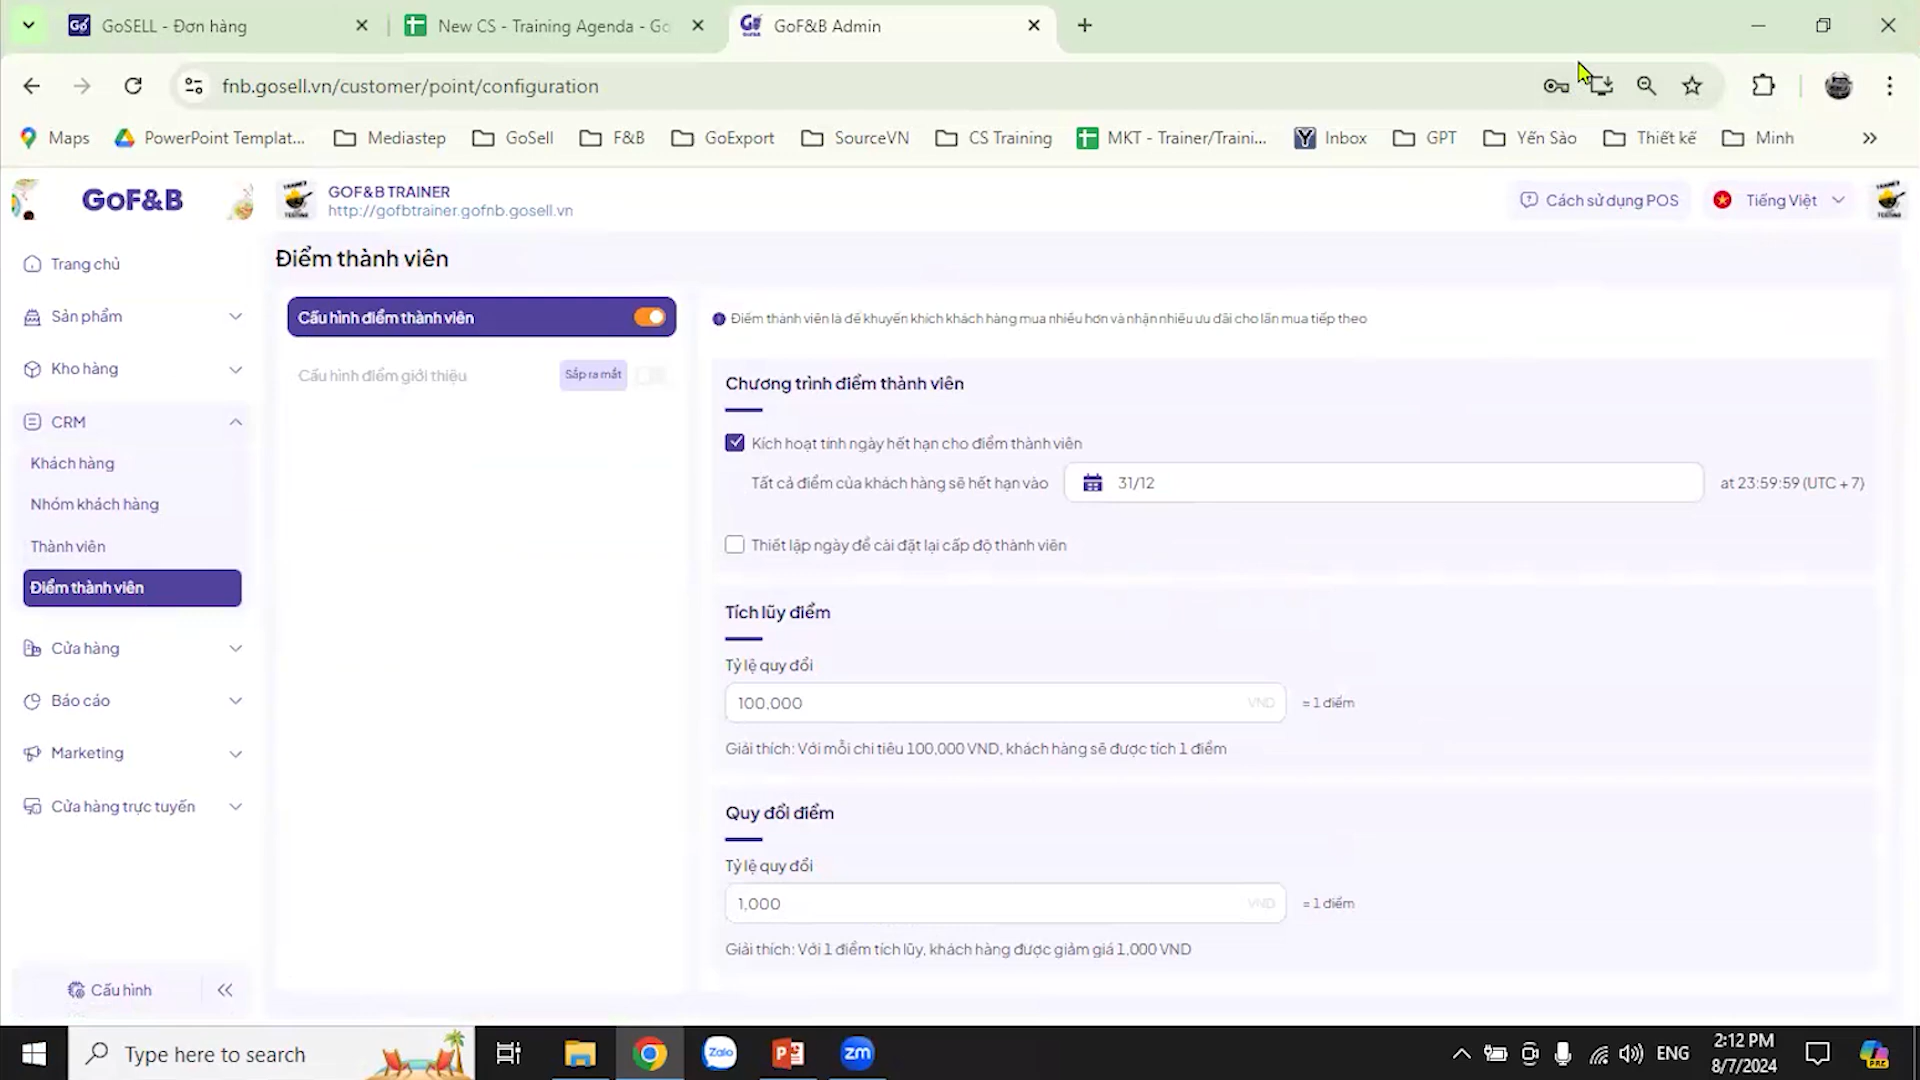 GoSELL - Đơn hàng
New CS - Training Agenda - Go
GoF&B Admin
fnb.gosell.vn/customer/point/configuration
Maps
PowerPoint Templat...
Mediastep
GoSell
F&B
GoExport
SourceVN
CS Training
MKT - Trainer/Traini...
Inbox
GPT
Yến Sào
Thiết kế
Minh
GoF&B
GOF&B TRAINER
http://gofbtrainer.gofnb.gosell.vn
Cách sử dụng POS
Tiếng Việt
Trang chủ
Sản phẩm
Kho hàng
CRM
Khách hàng
Nhóm khách hàng
Thành viên
Điểm thành viên
Cửa hàng
Báo cáo
Marketing
Cửa hàng trực tuyến
Cấu hình
Điểm thành viên
Cấu hình điểm thành viên
Cấu hình điểm giới thiệu
Sắp ra mắt
Điểm thành viên là để khuyến khích khách hàng mua nhiều hơn và nhận nhiều ưu đãi cho lần mua tiếp theo
Chương trình điểm thành viên
Kích hoạt tính ngày hết hạn cho điểm thành viên
Tất cả điểm của khách hàng sẽ hết hạn vào
31/12
at 23:59:59 (UTC + 7)
Thiết lập ngày để cài đặt lại cấp độ thành viên
Tích lũy điểm
Tỷ lệ quy đổi
100,000
VND
= 1 điểm
Giải thích: Với mỗi chi tiêu 100,000 VND, khách hàng sẽ được tích 1 điểm
Quy đổi điểm
Tỷ lệ quy đổi
1,000
VND
= 1 điểm
Giải thích: Với 1 điểm tích lũy, khách hàng được giảm giá 1,000 VND
Type here to search
Zalo
zm
ENG
2:12 PM
8/7/2024